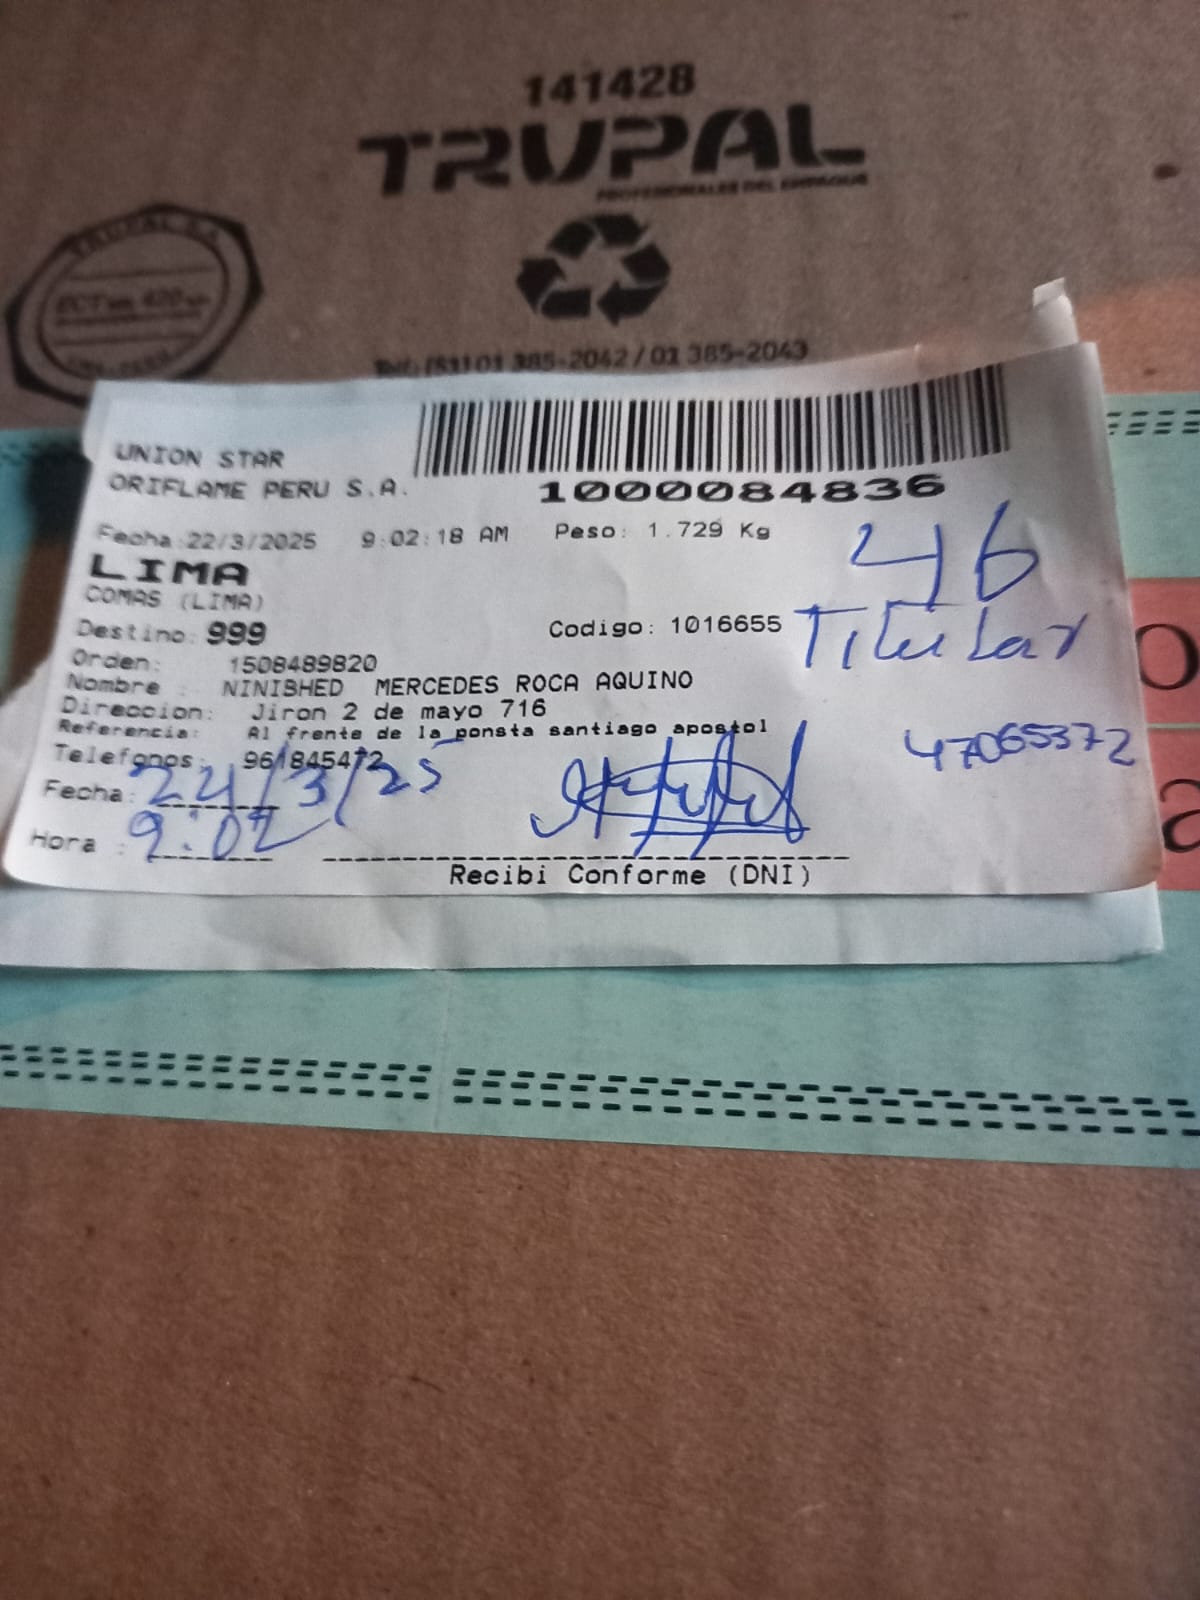 141428
TRUPAL
PROFESIONALES DEL EMPAQUE
TRUPAL S.A.
Telf: (51) 01 385-2042 / 01 385-2043
UNION STAR
ORIFLAME PERU S.A.
1000084836
Fecha:22/3/2025 9:02:18 AM Peso: 1.729 Kg
46
LIMA
COMAS (LIMA)
Destino: 999 Codigo: 1016655
Titular
Orden: 1508489820
Nombre : NINISHED MERCEDES ROCA AQUINO
Direccion: Jiron 2 de mayo 716
Referencia: Al frente de la ponsta santiago apostol
47065372
Telefonos: 961845472
Fecha: 24/3/25
Hora : 9:02
Recibi Conforme (DNI)